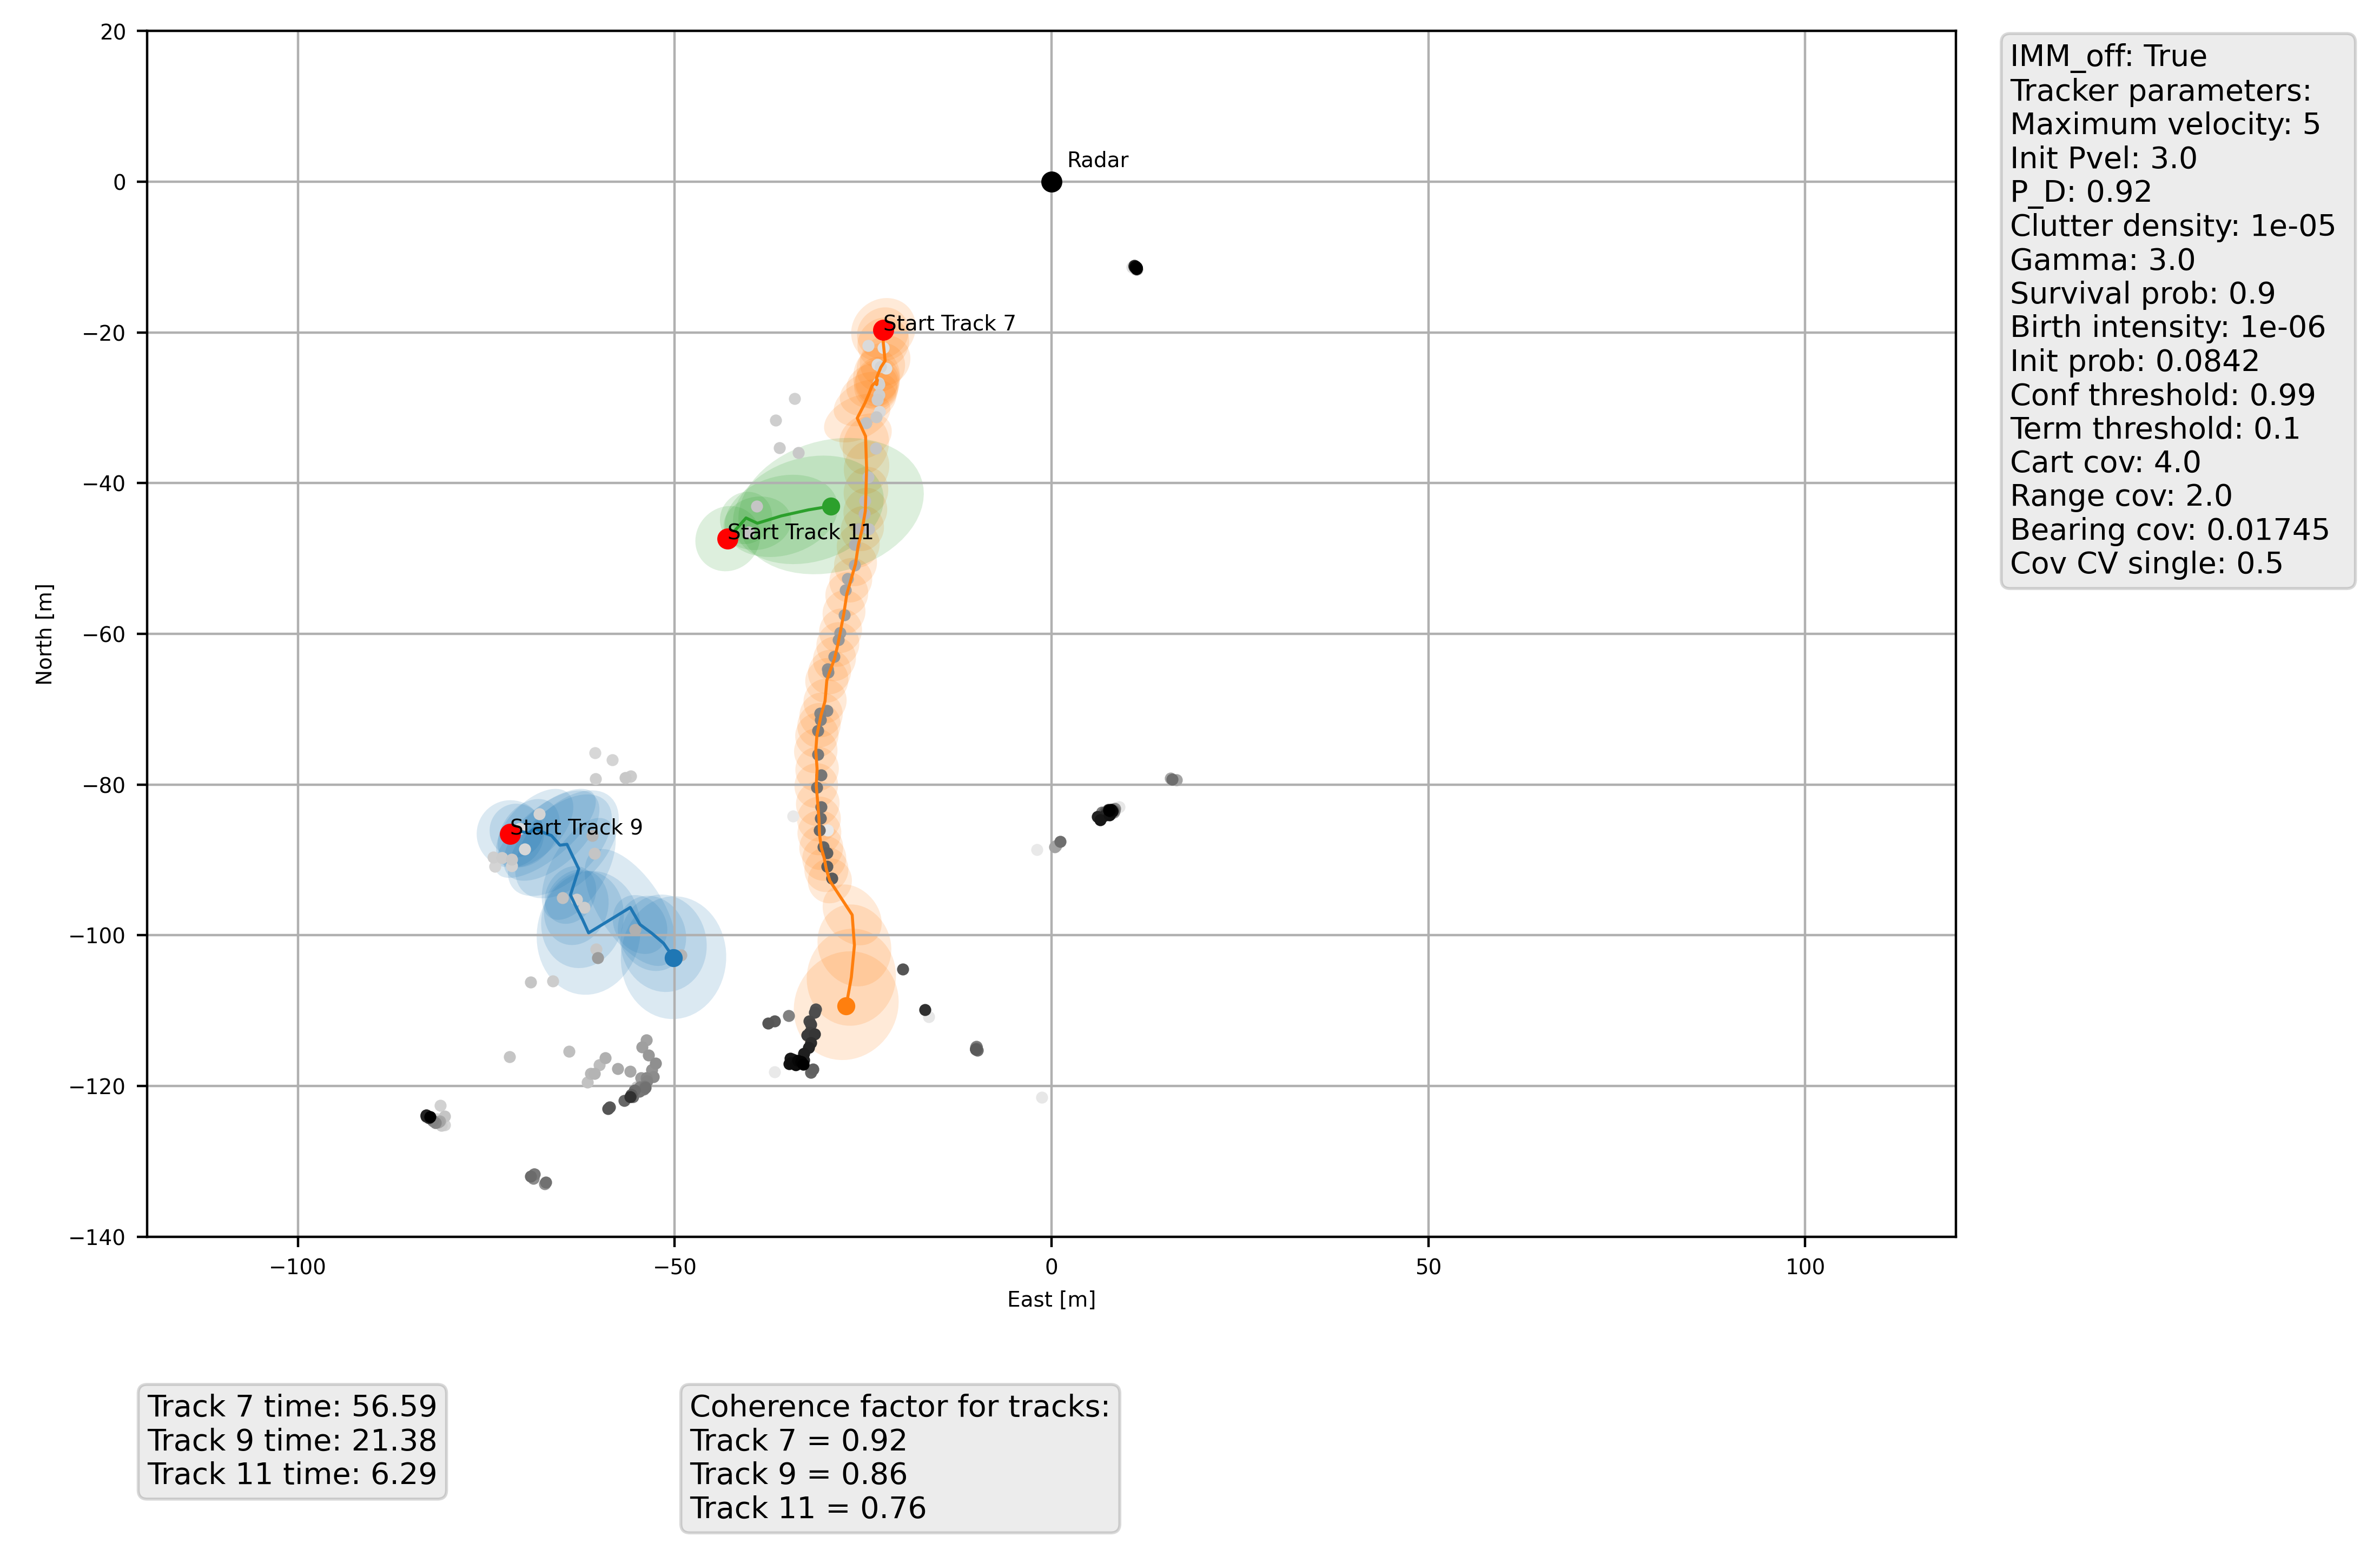 20
0
−20
−40
−60
−80
−100
−120
−140
North [m]
−100
−50
0
50
100
East [m]
Radar
Start Track 7
Start Track 11
Start Track 9
IMM_off: True
Tracker parameters:
Maximum velocity: 5
Init Pvel: 3.0
P_D: 0.92
Clutter density: 1e-05
Gamma: 3.0
Survival prob: 0.9
Birth intensity: 1e-06
Init prob: 0.0842
Conf threshold: 0.99
Term threshold: 0.1
Cart cov: 4.0
Range cov: 2.0
Bearing cov: 0.01745
Cov CV single: 0.5
Track 7 time: 56.59
Track 9 time: 21.38
Track 11 time: 6.29
Coherence factor for tracks:
Track 7 = 0.92
Track 9 = 0.86
Track 11 = 0.76